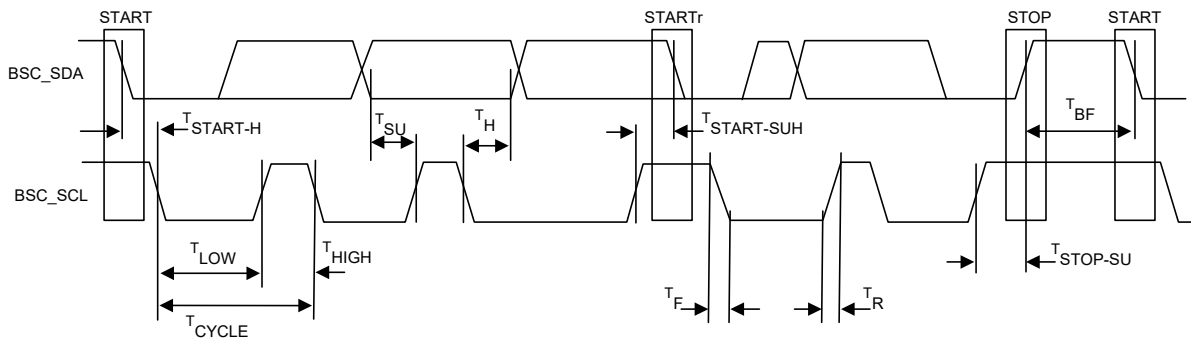 START STARTr STOP START
BSC_SDA
T START-H T SU T H T START-SUH T BF
BSC_SCL
T LOW T HIGH T STOP-SU
T F T R
T CYCLE